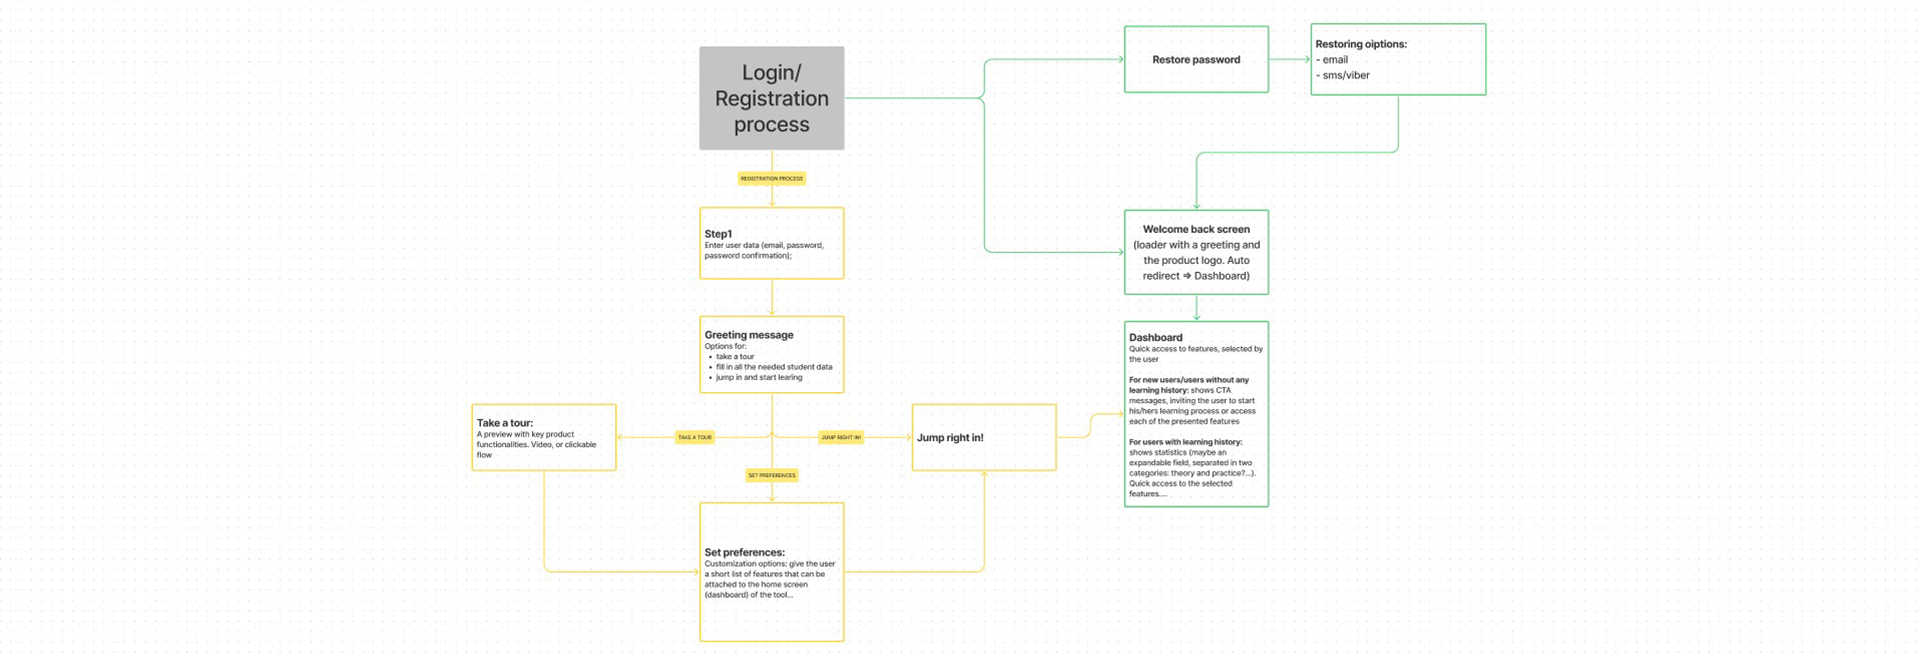 Login/
Registration
process
REGISTRATION PROCESS
Step1
Enter user data (email, password,
password confirmation);
Greeting message
Options for:
• take a tour
• fill in all the needed student data
• jump in and start learing
TAKE A TOUR
JUMP RIGHT IN!
SET PREFERENCES
Take a tour:
A preview with key product
functionalities. Video, or clickable
flow
Set preferences:
Customization options: give the user
a short list of features that can be
attached to the home screen
(dashboard) of the tool...
Jump right in!
Restore password
Restoring oiptions:
- email
- sms/viber
Welcome back screen
(loader with a greeting and
the product logo. Auto
redirect => Dashboard)
Dashboard
Quick access to features, selected by
the user
For new users/users without any
learning history: shows CTA
messages, inviting the user to start
his/hers learning process or access
each of the presented features
For users with learning history:
shows statistics (maybe an
expandable field, separated in two
categories: theory and practice?...).
Quick access to the selected
features....